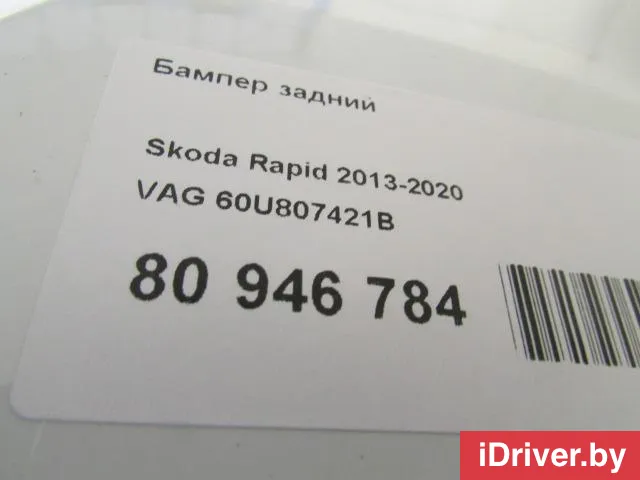 Бампер задний
Skoda Rapid 2013-2020
VAG 60U807421B
80 946 784
iDriver.by